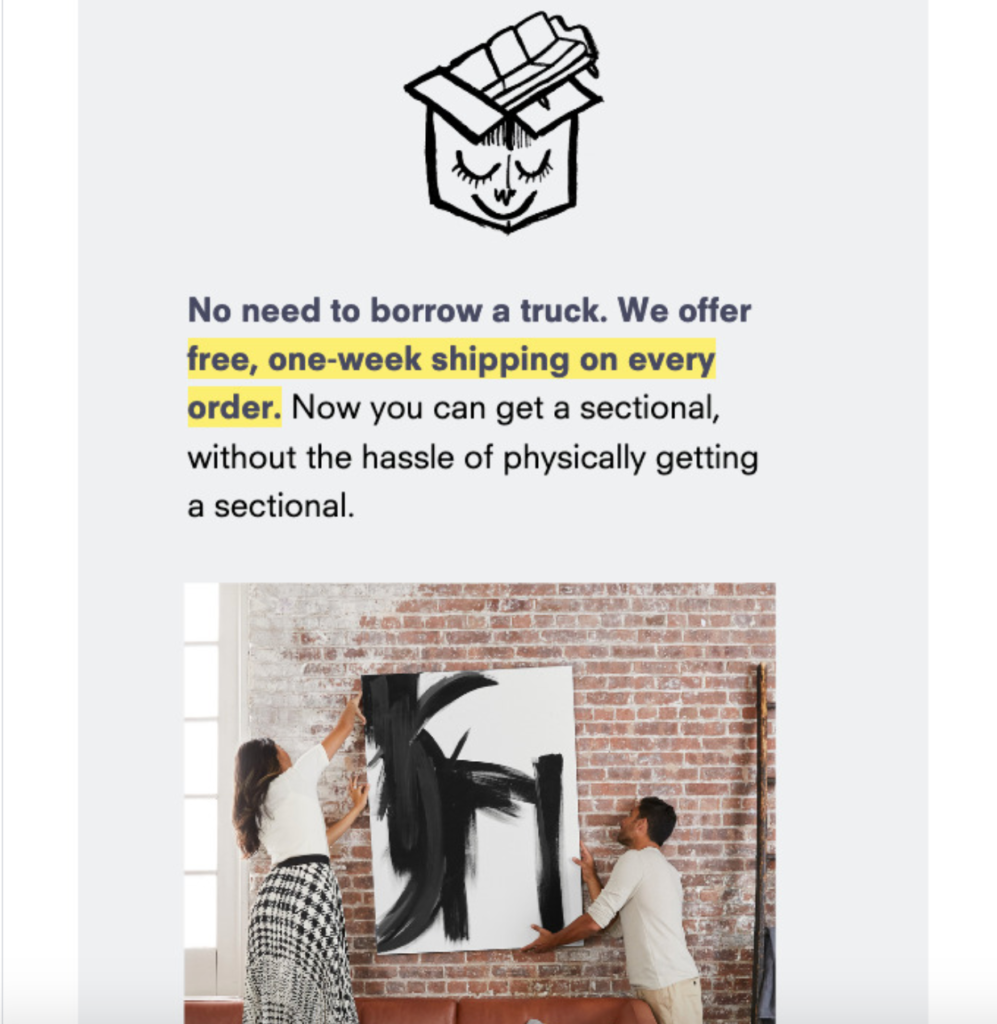 No need to borrow a truck. We offer
free, one-week shipping on every
order. Now you can get a sectional,
without the hassle of physically getting
a sectional.